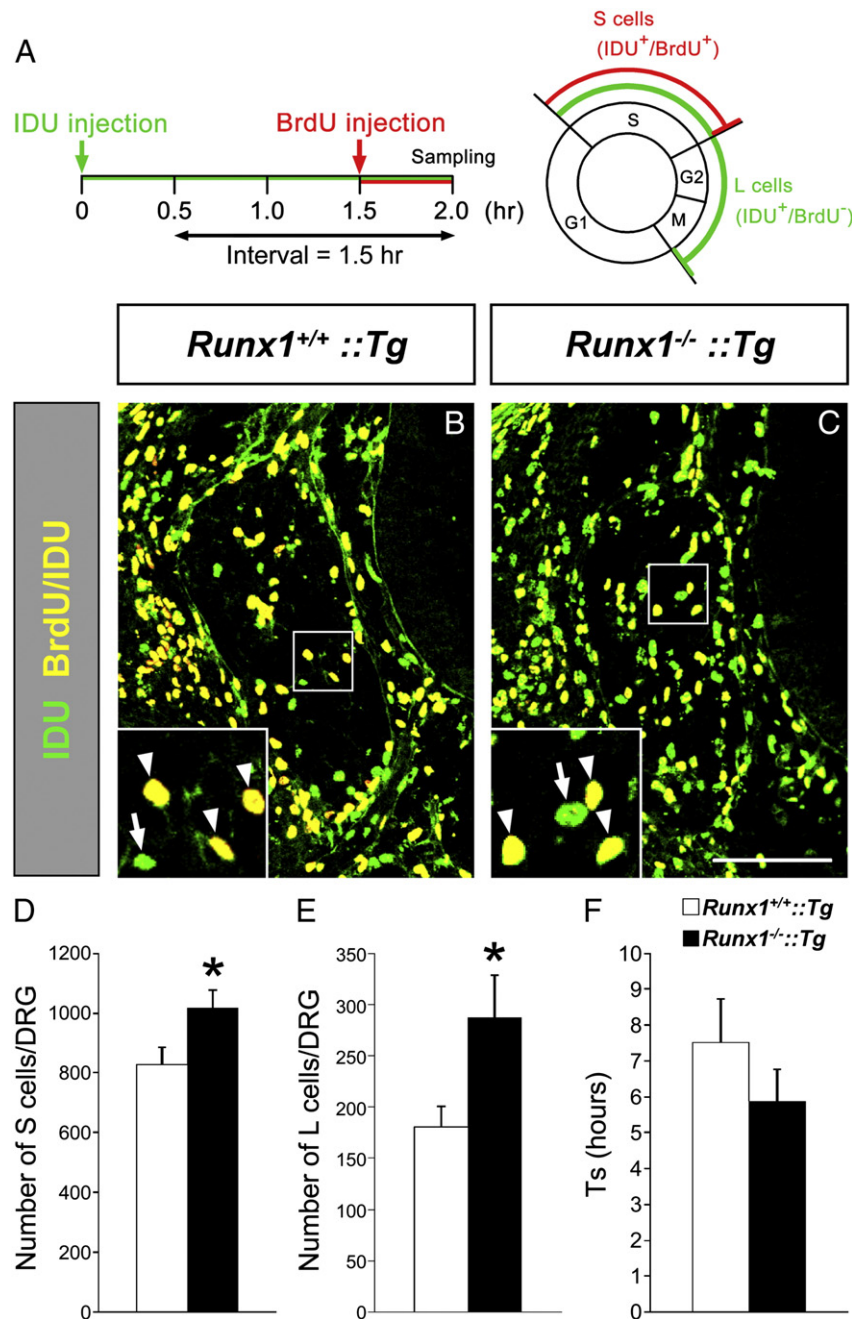 A
IDU injection
BrdU injection
Sampling
0 0.5 1.0 1.5 2.0 (hr)
Interval = 1.5 hr
S cells
(IDU⁺/BrdU⁺)
S
G2
M
G1
L cells
(IDU⁺/BrdU⁻)
Runx1⁺/⁺ ::Tg
Runx1⁻/⁻ ::Tg
IDU BrdU/IDU
B
C
D
Number of S cells/DRG
1200
1000
800
600
400
200
0
*
E
Number of L cells/DRG
350
300
250
200
150
100
50
0
*
F
Runx1⁺/⁺::Tg
Runx1⁻/⁻::Tg
Ts (hours)
10
9
8
7
6
5
4
3
2
1
0